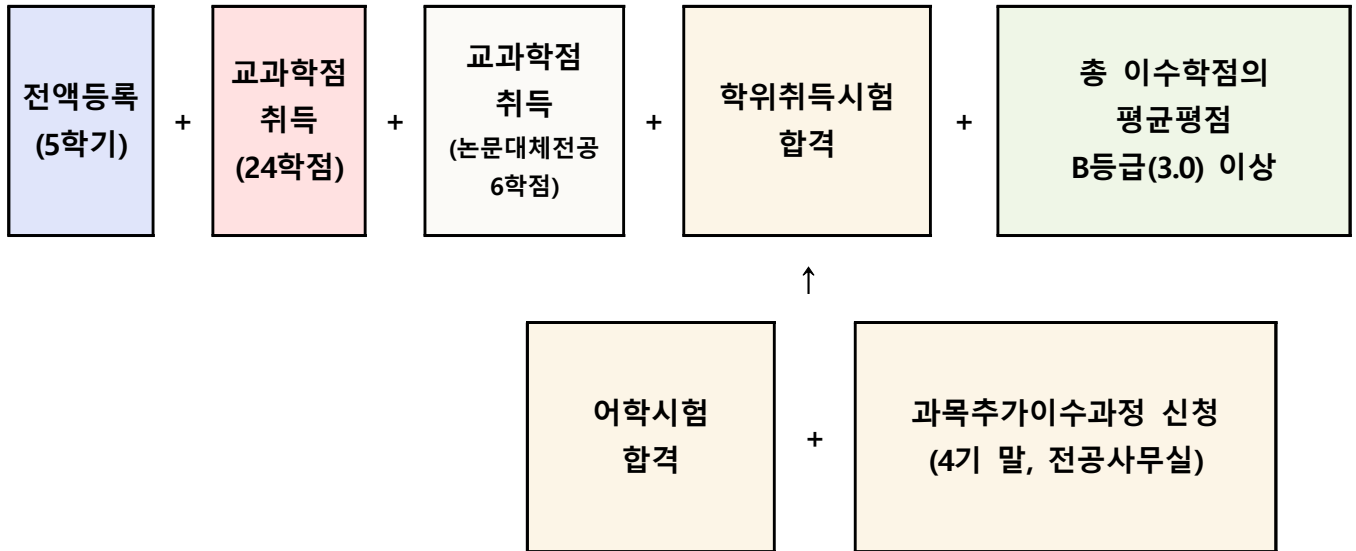 전액등록
(5학기)
+
교과학점
취득
(24학점)
+
교과학점
취득
(논문대체전공
6학점)
+
학위취득시험
합격
+
총 이수학점의
평균평점
B등급(3.0) 이상
↑
어학시험
합격
+
과목추가이수과정 신청
(4기 말, 전공사무실)